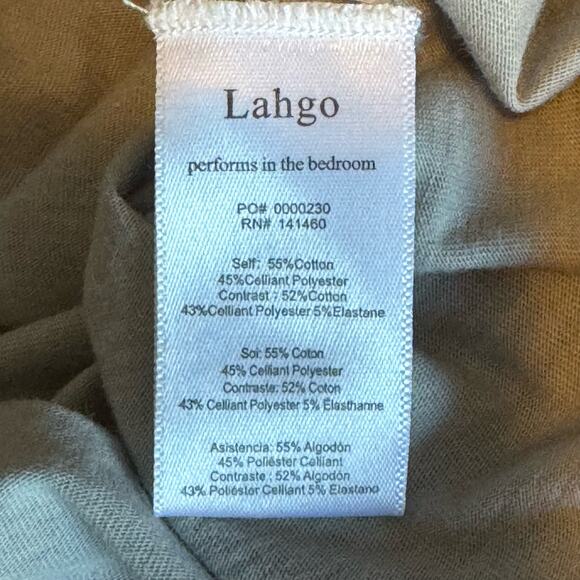 Lahgo
performs in the bedroom
PO# 0000230
RN# 141460
Self: 55%Cotton
45%Celliant Polyester
Contrast : 52%Cotton
43%Celliant Polyester 5%Elastane
Soi: 55% Coton
45% Celliant Polyester
Contraste: 52% Coton
43% Celliant Polyester 5% Élasthanne
Asistencia: 55% Algodón
45% Poliéster Celliant
Contraste : 52% Algodón
43% Poliéster Celliant 5% Elastano